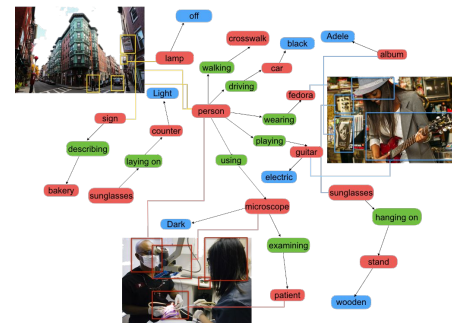 off
crosswalk
black
Adele
lamp
walking
car
album
Light
driving
fedora
person
sign
counter
wearing
playing
describing
guitar
laying on
using
electric
bakery
sunglasses
sunglasses
microscope
hanging on
Dark
examining
stand
patient
wooden